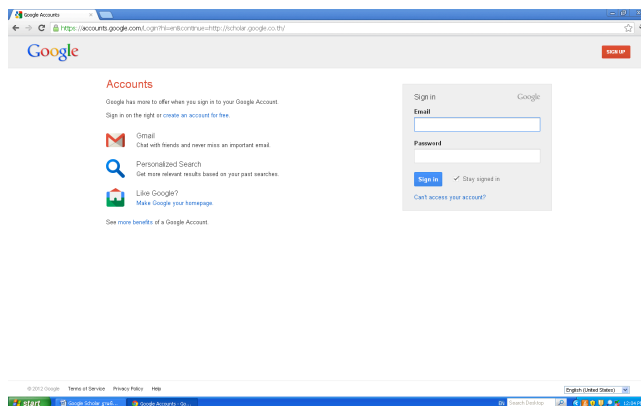 Google Accounts
https://accounts.google.com/Login?hl=en&continue=http://scholar.google.co.th/
Google
SIGN UP
Accounts
Google has more to offer when you sign in to your Google Account.
Sign in on the right or create an account for free.
Gmail
Chat with friends and never miss an important email.
Personalized Search
Get more relevant results based on your past searches.
Like Google?
Make Google your homepage.
See more benefits of a Google Account.
Sign in Google
Email
Password
Sign in Stay signed in
Can't access your account?
© 2012 Google Terms of Service Privacy Policy Help
English (United States)
start
Google Scholar
Google Accounts - Go...
EN Search Desktop
12:04